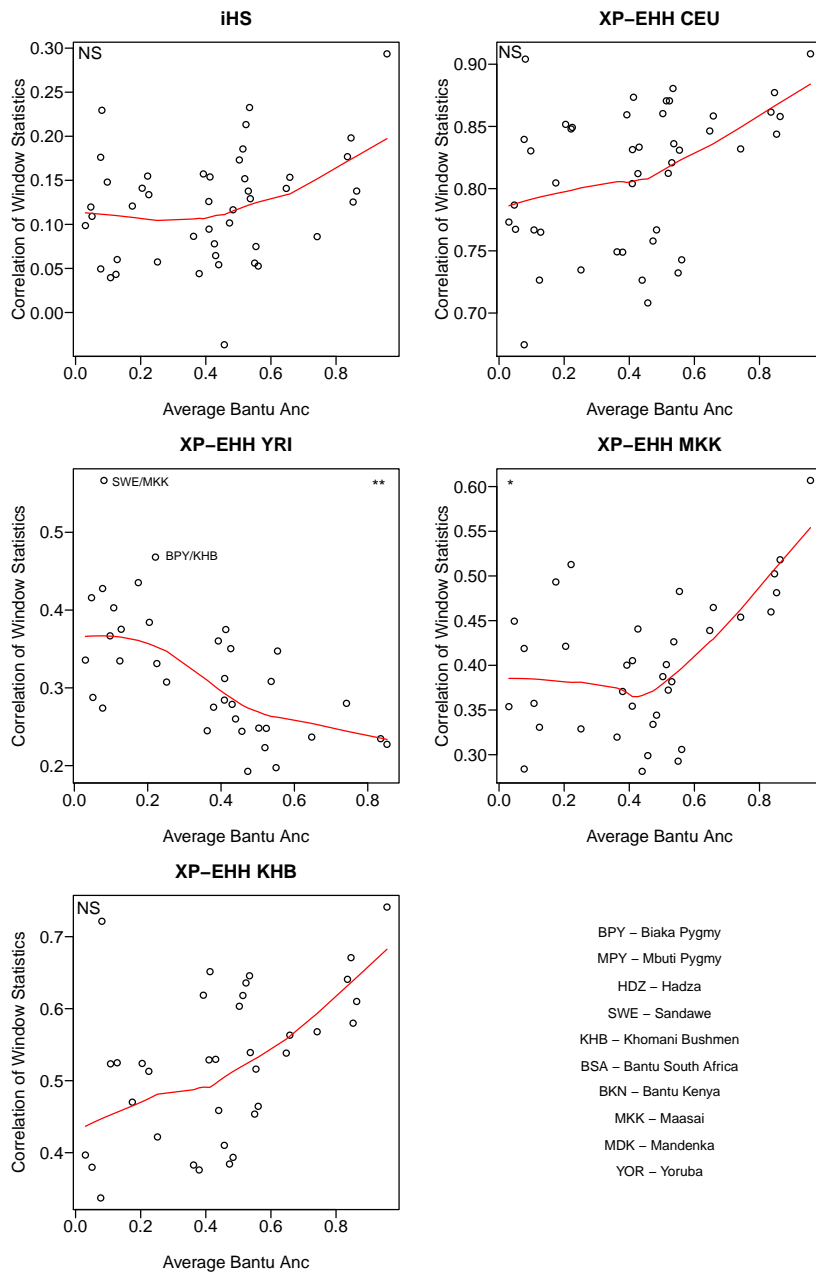 iHS
NS
0.30
0.25
0.20
0.15
0.10
0.05
0.00
Correlation of Window Statistics
0.0 0.2 0.4 0.6 0.8
Average Bantu Anc
XP−EHH CEU
NS
0.90
0.85
0.80
0.75
0.70
Correlation of Window Statistics
0.0 0.2 0.4 0.6 0.8
Average Bantu Anc
XP−EHH YRI
SWE/MKK
**
BPY/KHB
0.5
0.4
0.3
0.2
Correlation of Window Statistics
0.0 0.2 0.4 0.6 0.8
Average Bantu Anc
XP−EHH MKK
*
0.60
0.55
0.50
0.45
0.40
0.35
0.30
Correlation of Window Statistics
0.0 0.2 0.4 0.6 0.8
Average Bantu Anc
XP−EHH KHB
NS
0.7
0.6
0.5
0.4
Correlation of Window Statistics
0.0 0.2 0.4 0.6 0.8
Average Bantu Anc
BPY − Biaka Pygmy
MPY − Mbuti Pygmy
HDZ − Hadza
SWE − Sandawe
KHB − Khomani Bushmen
BSA − Bantu South Africa
BKN − Bantu Kenya
MKK − Maasai
MDK − Mandenka
YOR − Yoruba